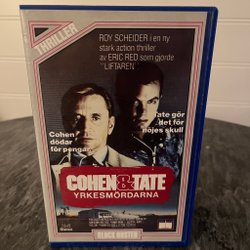 THRILLER
ROY SCHEIDER i en ny
stark action thriller
av ERIC RED som gjorde
"LIFTAREN"
Cohen
dödar
för pengar.
Tate gör
det för
nöjes skull
COHEN&TATE
YRKESMÖRDARNA
BLOCK BUSTER